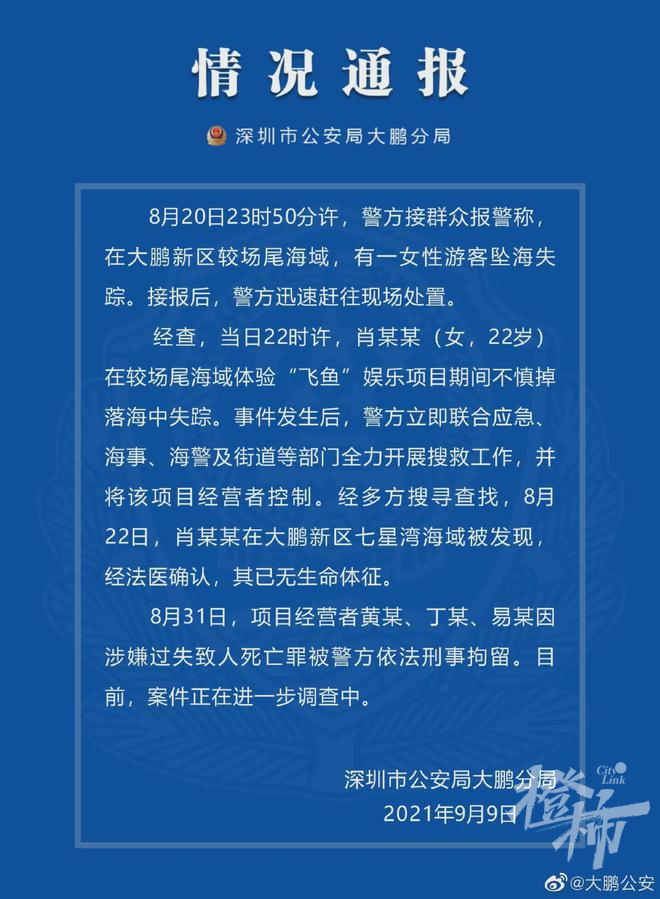 情况通报
深圳市公安局大鹏分局
8月20日23时50分许，警方接群众报警称，
在大鹏新区较场尾海域，有一女性游客坠海失
踪。接报后，警方迅速赶往现场处置。
经查，当日22时许，肖某某（女，22岁）
在较场尾海域体验“飞鱼”娱乐项目期间不慎掉
落海中失踪。事件发生后，警方立即联合应急、
海事、海警及街道等部门全力开展搜救工作，并
将该项目经营者控制。经多方搜寻查找，8月
22日，肖某某在大鹏新区七星湾海域被发现，
经法医确认，其已无生命体征。
8月31日，项目经营者黄某、丁某、易某因
涉嫌过失致人死亡罪被警方依法刑事拘留。目
前，案件正在进一步调查中。
深圳市公安局大鹏分局
2021年9月9日
City Link
橙柿
@大鹏公安